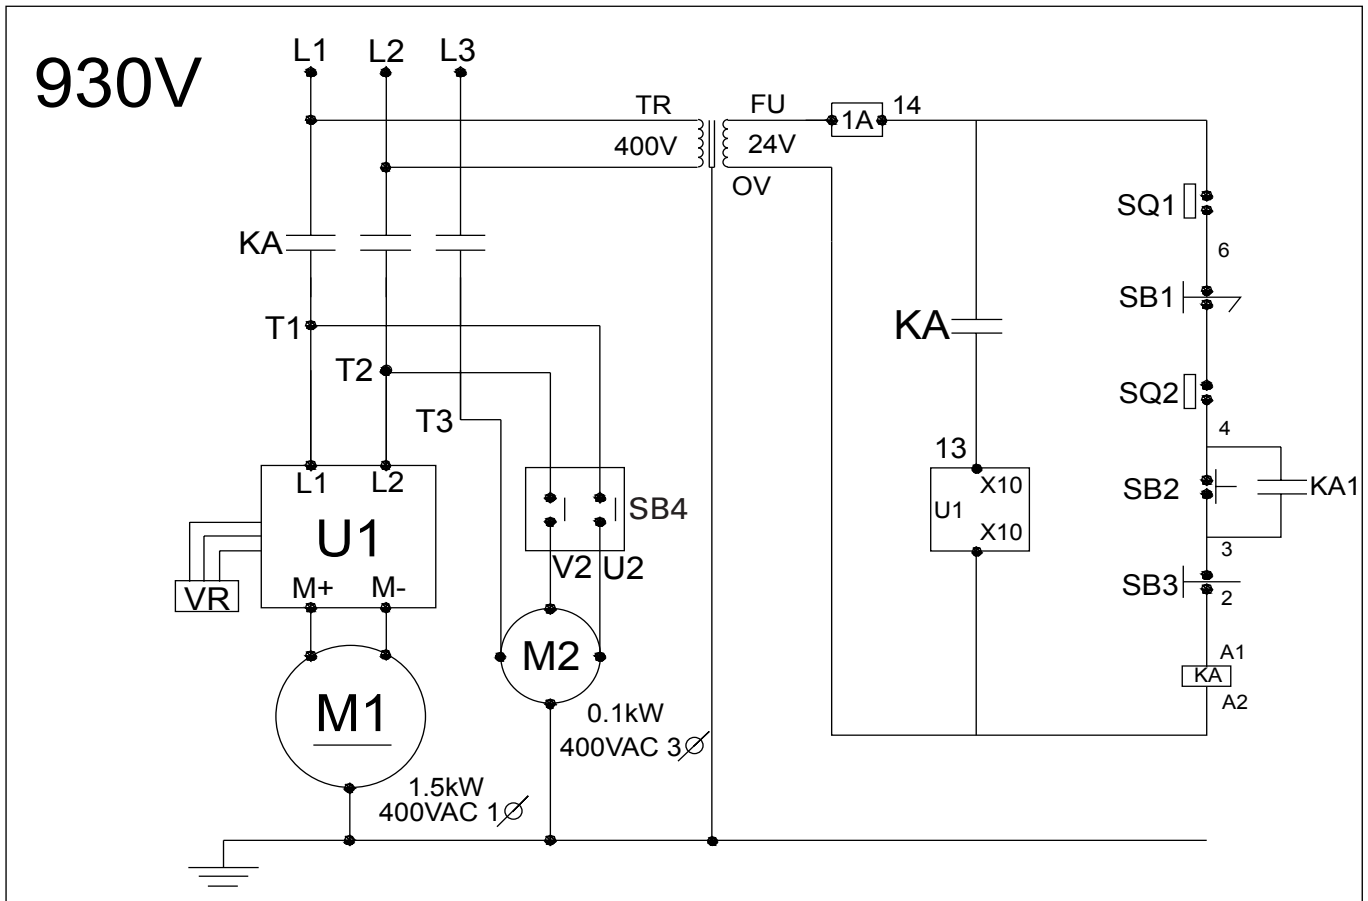 930V
L1 L2 L3
TR FU
400V 24V
1A 14
OV
SQ1
6
KA
SB1
T1
KA
T2
SQ2
T3
4
13
L1 L2
X10
SB2
KA1
U1
SB4
U1
X10
3
V2 U2
M+ M-
SB3
2
VR
M2
A1
KA
A2
M1
0.1kW
400VAC 3⌀
1.5kW
400VAC 1⌀